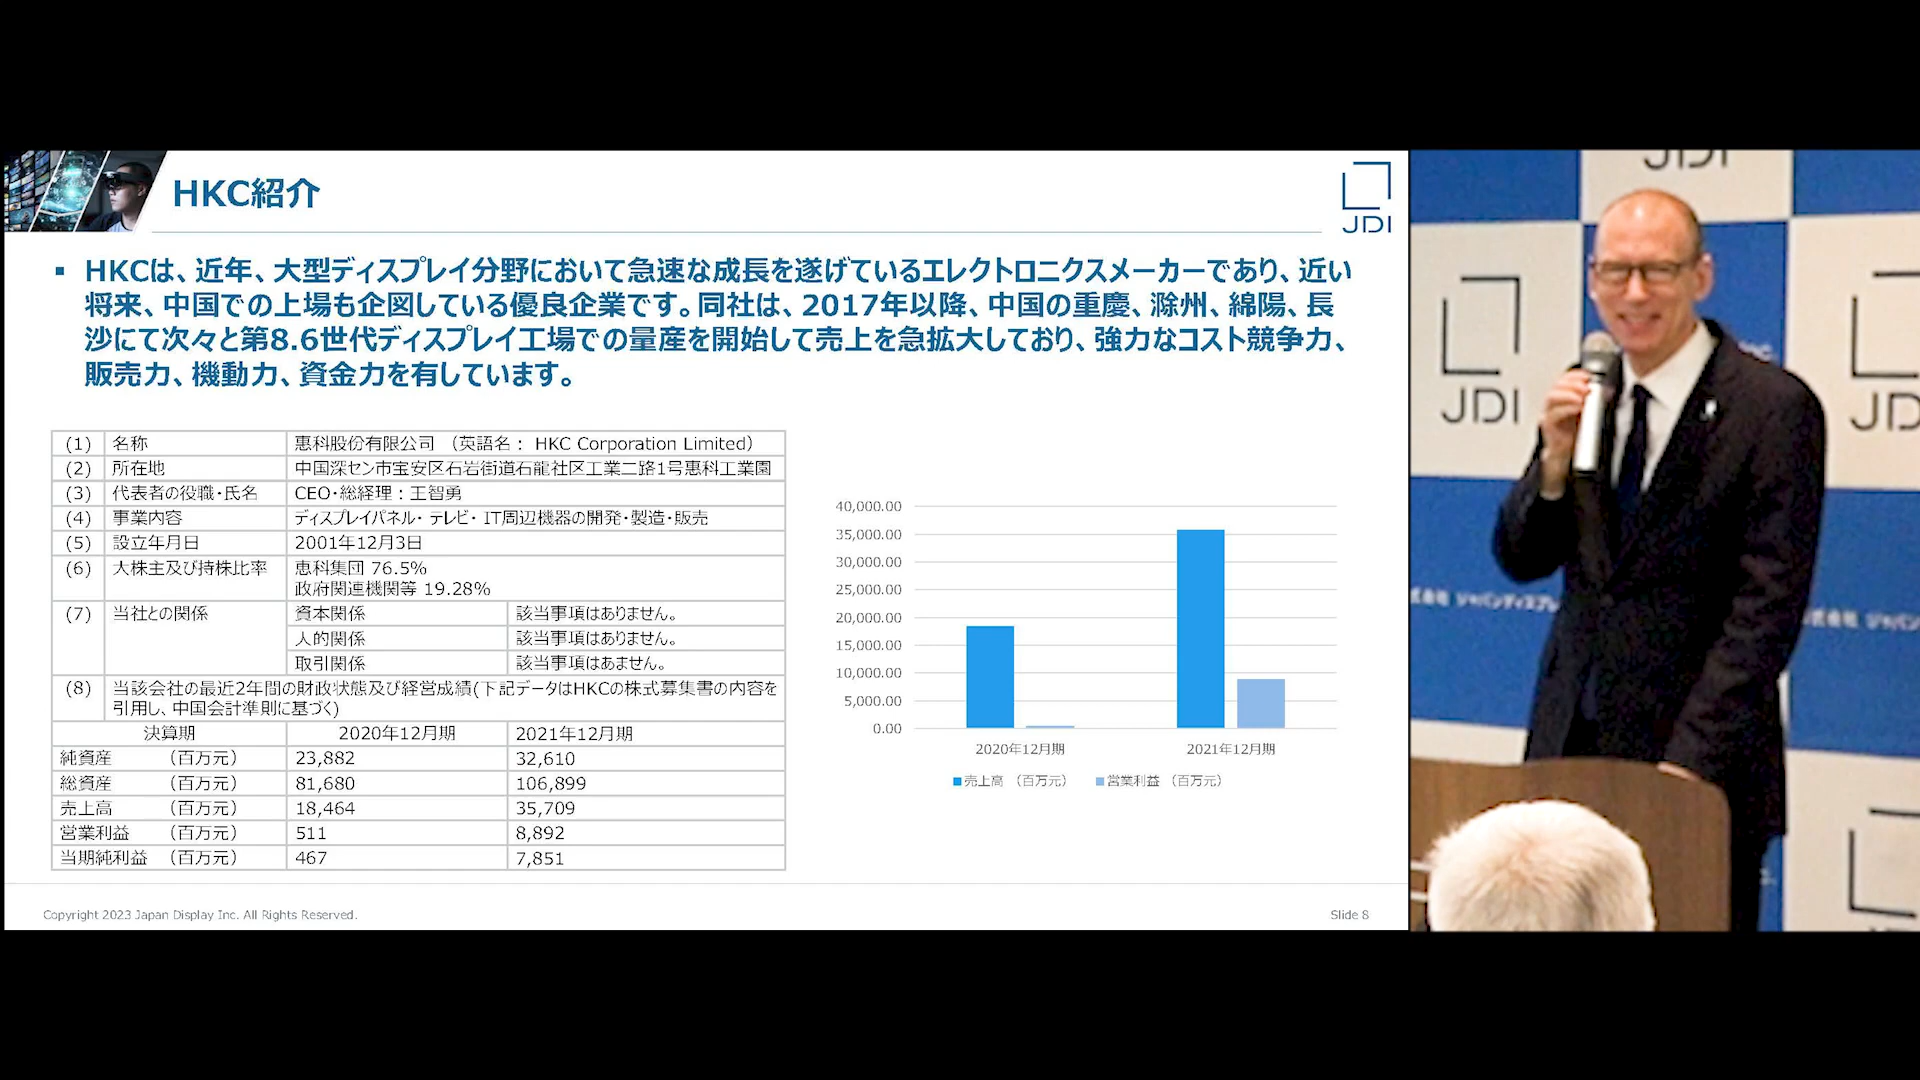 HKC紹介
JDI
▪ HKCは、近年、大型ディスプレイ分野において急速な成長を遂げているエレクトロニクスメーカーであり、近い
将来、中国での上場も企図している優良企業です。同社は、2017年以降、中国の重慶、滁州、綿陽、長
沙にて次々と第8.6世代ディスプレイ工場での量産を開始して売上を急拡大しており、強力なコスト競争力、
販売力、機動力、資金力を有しています。
(1) 名称 惠科股份有限公司 （英語名： HKC Corporation Limited）
(2) 所在地 中国深セン市宝安区石岩街道石龍社区工業二路1号惠科工業園
(3) 代表者の役職・氏名 CEO・総経理：王智勇
(4) 事業内容 ディスプレイパネル・ テレビ・ IT周辺機器の開発・製造・販売
(5) 設立年月日 2001年12月3日
(6) 大株主及び持株比率 恵科集団 76.5%
政府関連機関等 19.28%
(7) 当社との関係 資本関係 該当事項はありません。
人的関係 該当事項はありません。
取引関係 該当事項はあません。
(8) 当該会社の最近2年間の財政状態及び経営成績(下記データはHKCの株式募集書の内容を
引用し、中国会計準則に基づく)
決算期 2020年12月期 2021年12月期
純資産 （百万元） 23,882 32,610
総資産 （百万元） 81,680 106,899
売上高 （百万元） 18,464 35,709
営業利益 （百万元） 511 8,892
当期純利益 （百万元） 467 7,851
40,000.00
35,000.00
30,000.00
25,000.00
20,000.00
15,000.00
10,000.00
5,000.00
0.00
2020年12月期 2021年12月期
売上高 （百万元） 営業利益 （百万元）
Copyright 2023 Japan Display Inc. All Rights Reserved.
Slide 8
JDI
JDI
JDI
式会社 ジャパンディスプレ
式会社 ジャパン